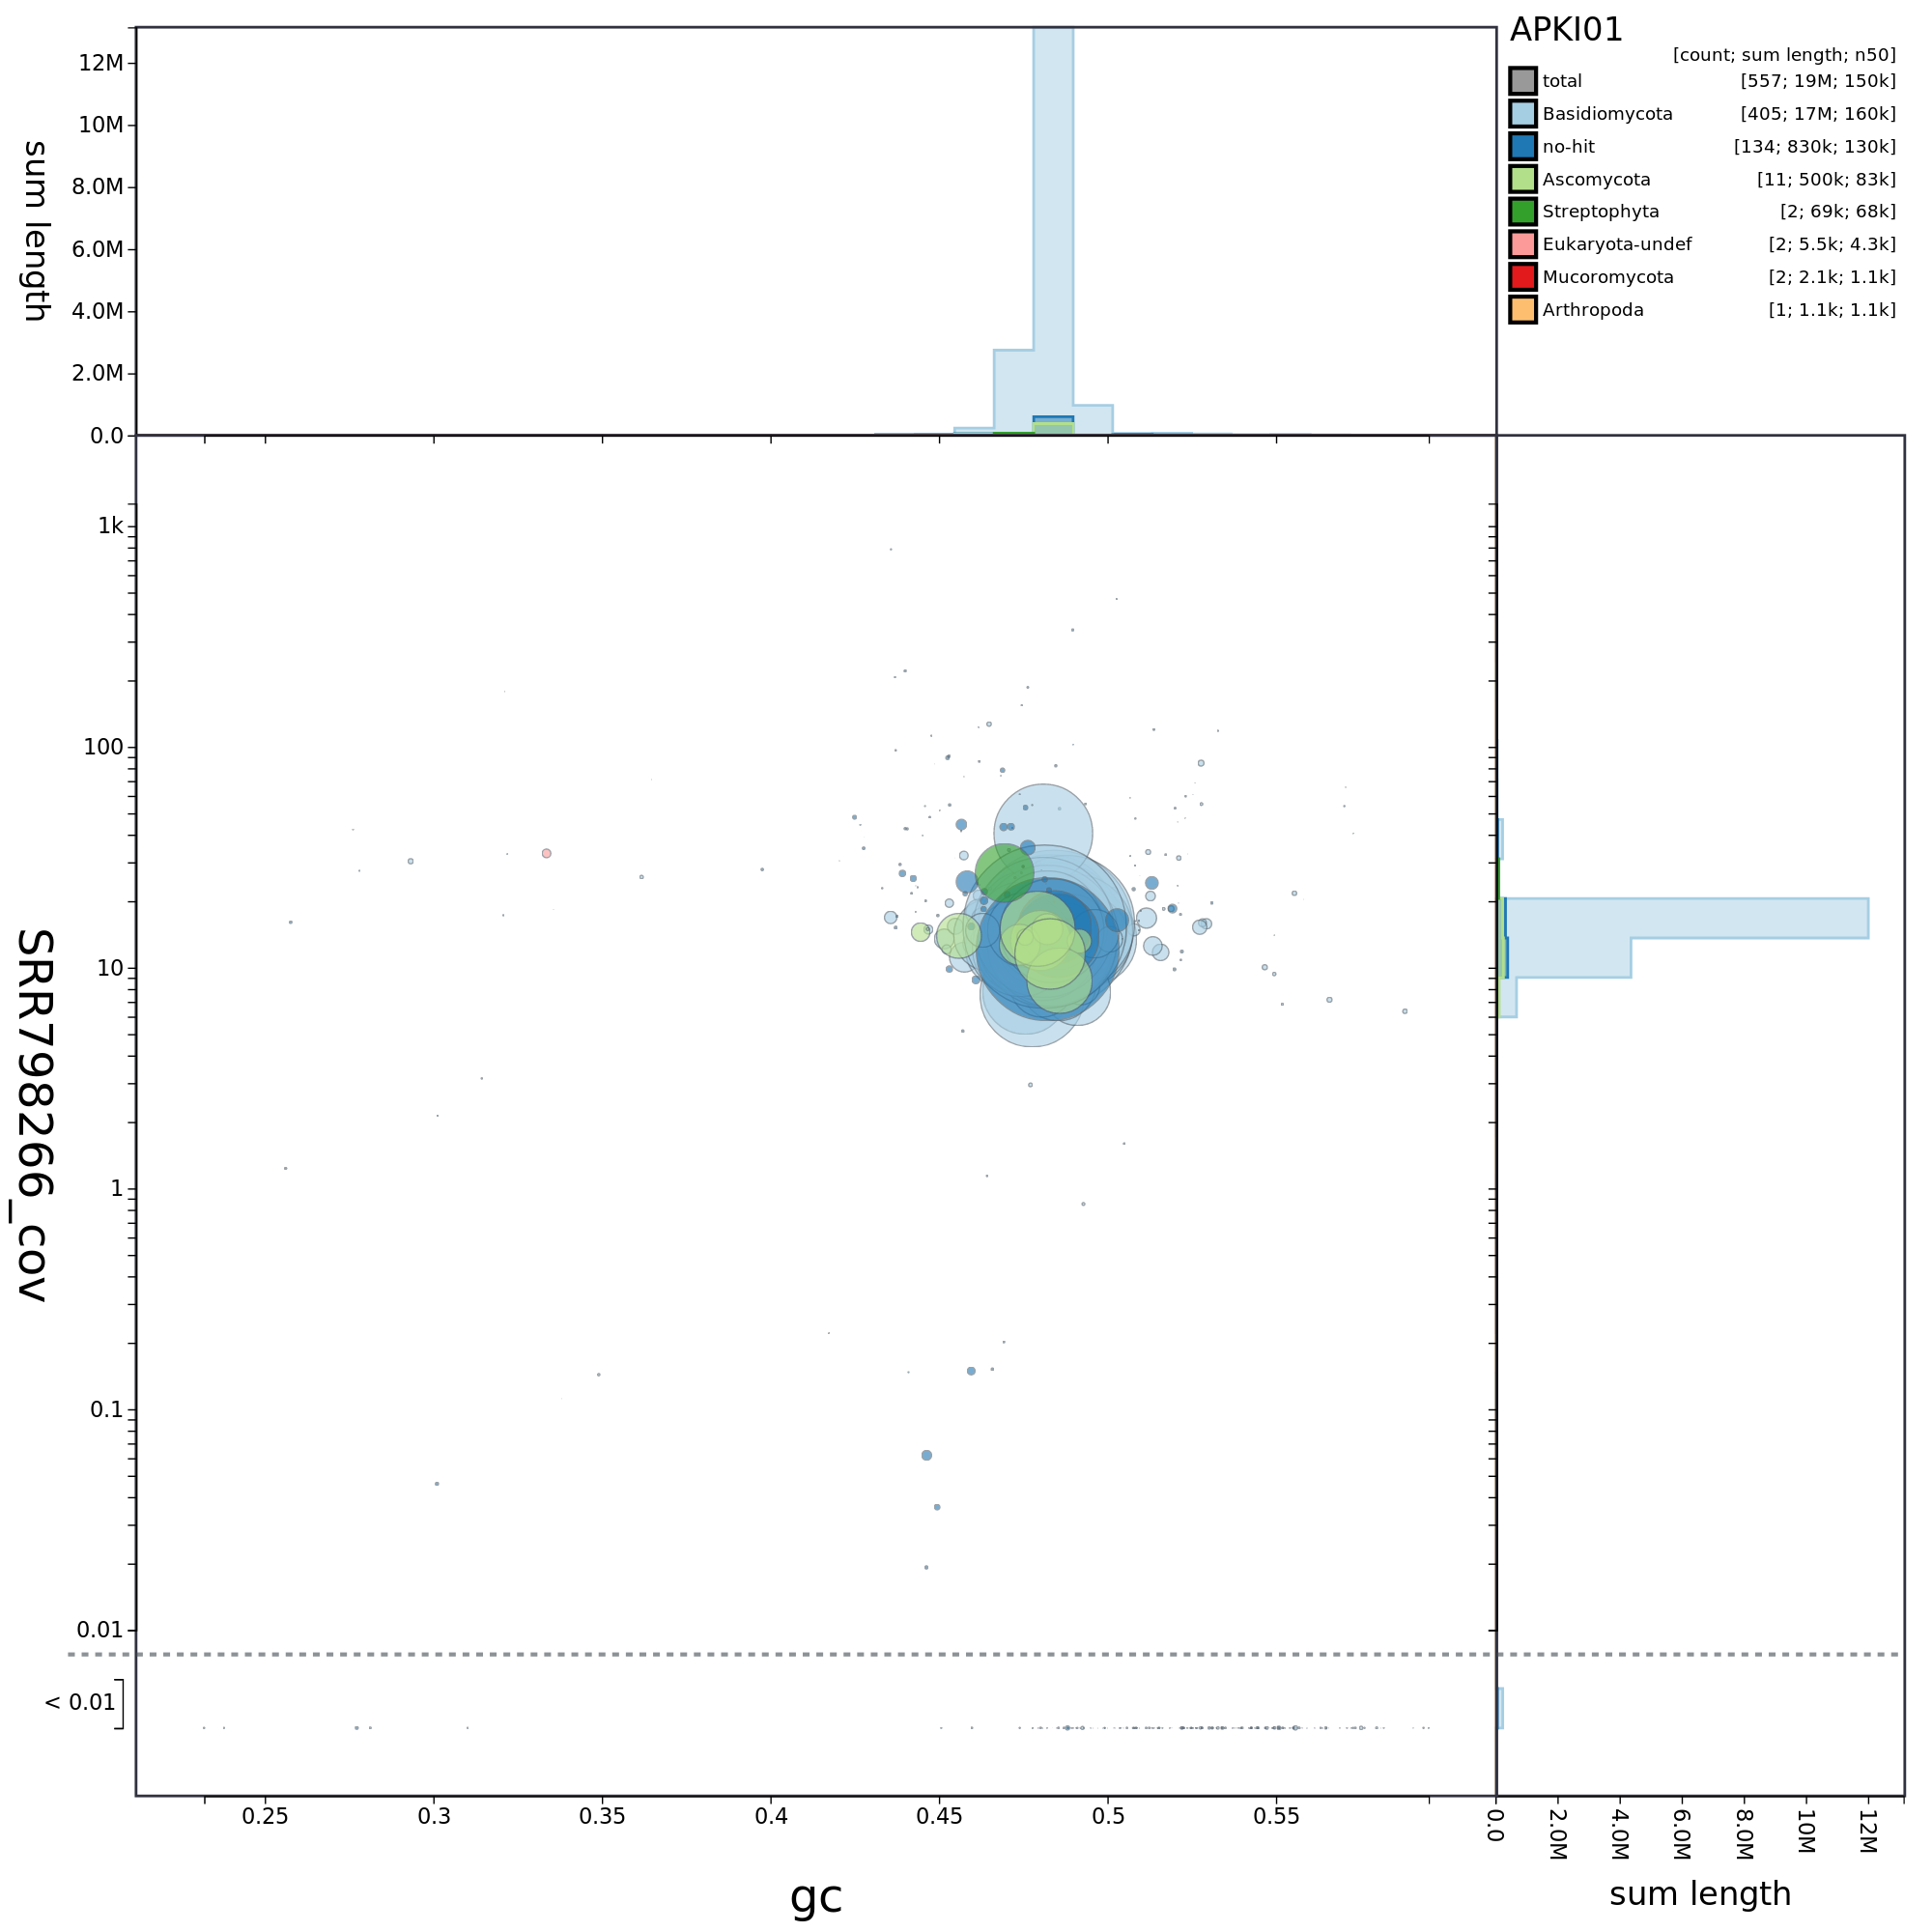 APKI01
[count; sum length; n50]
total [557; 19M; 150k]
Basidiomycota [405; 17M; 160k]
no-hit [134; 830k; 130k]
Ascomycota [11; 500k; 83k]
Streptophyta [2; 69k; 68k]
Eukaryota-undef [2; 5.5k; 4.3k]
Mucoromycota [2; 2.1k; 1.1k]
Arthropoda [1; 1.1k; 1.1k]
sum length
12M
10M
8.0M
6.0M
4.0M
2.0M
0.0
SRR798266_cov
1k
100
10
1
0.1
0.01
< 0.01
0.25 0.3 0.35 0.4 0.45 0.5 0.55
gc
0.0 2.0M 4.0M 6.0M 8.0M 10M 12M
sum length